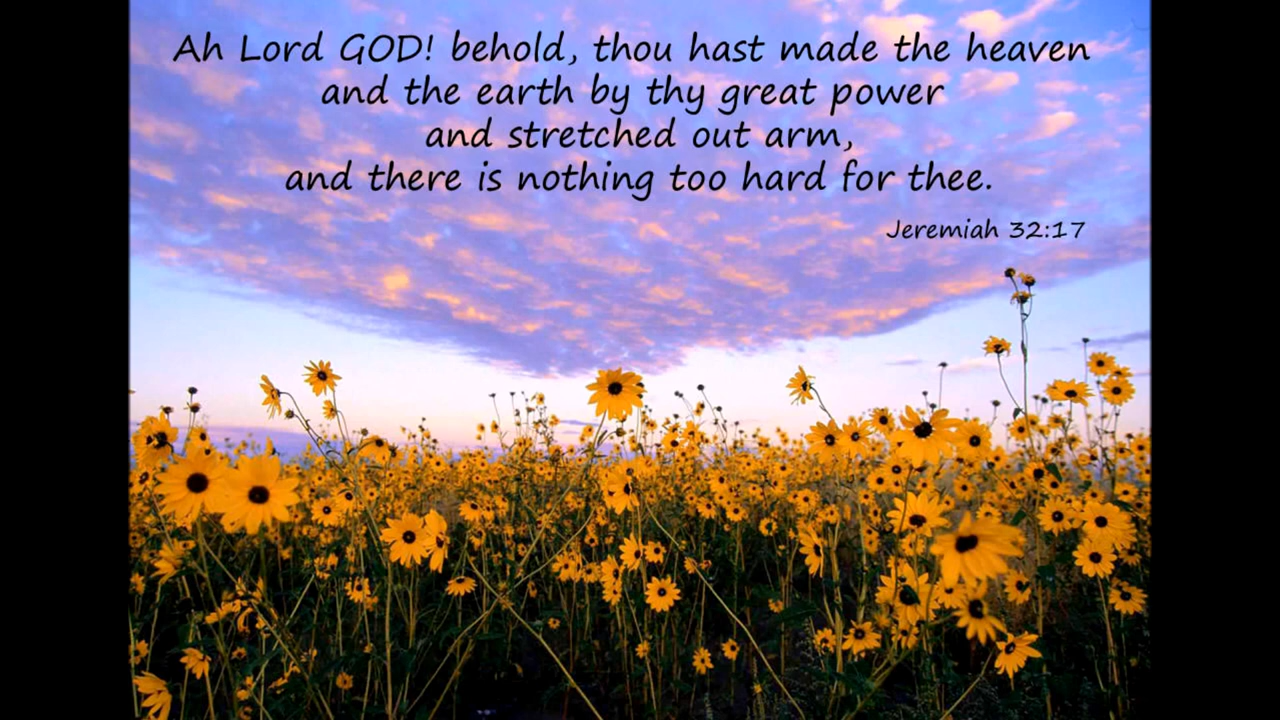 Ah Lord GOD! behold, thou hast made the heaven
and the earth by thy great power
and stretched out arm,
and there is nothing too hard for thee.
Jeremiah 32:17